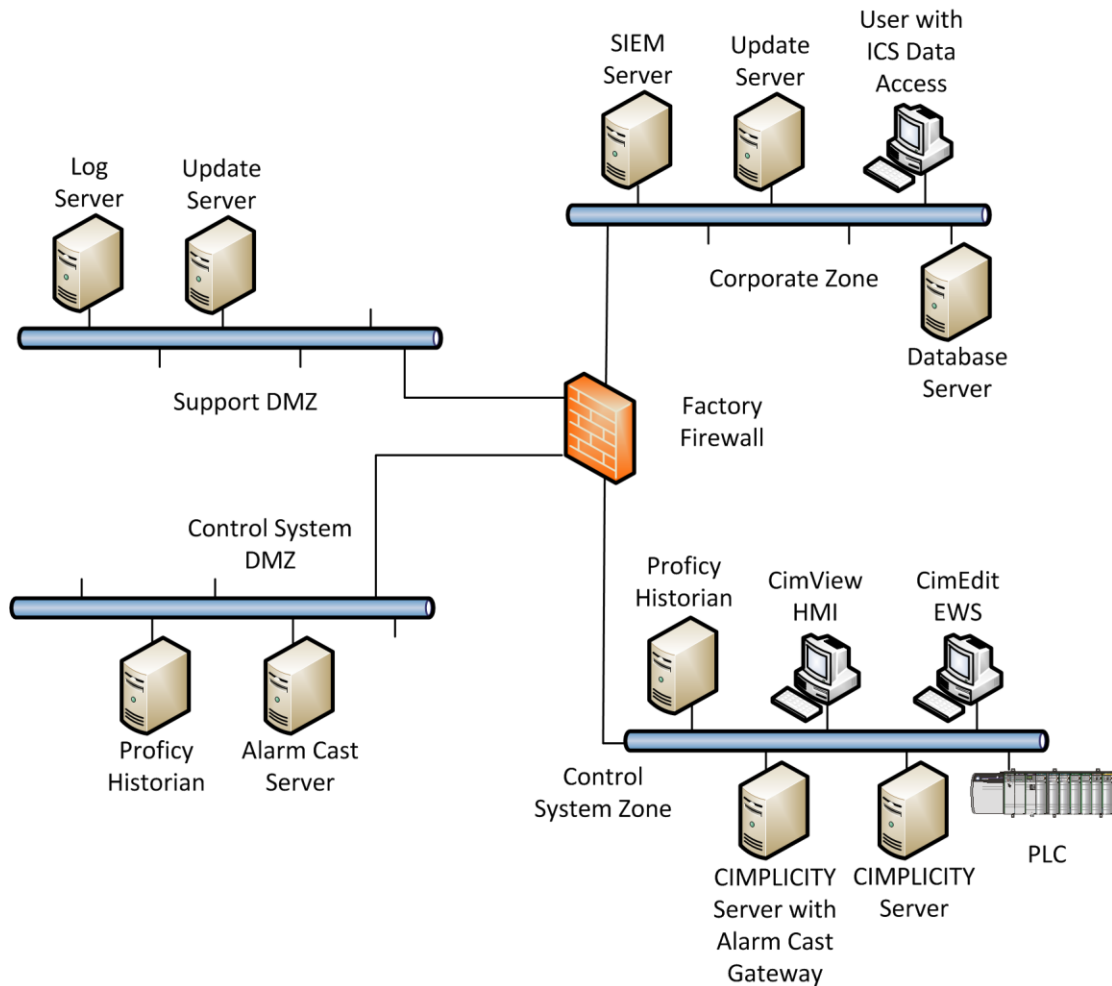 SIEM
Server
Update
Server
User with
ICS Data
Access
Log
Server
Update
Server
Corporate Zone
Database
Server
Support DMZ
Factory
Firewall
Control System
DMZ
Proficy
Historian
Alarm Cast
Server
Proficy
Historian
CimView
HMI
CimEdit
EWS
Control
System Zone
CIMPLICITY
Server with
Alarm Cast
Gateway
CIMPLICITY
Server
PLC